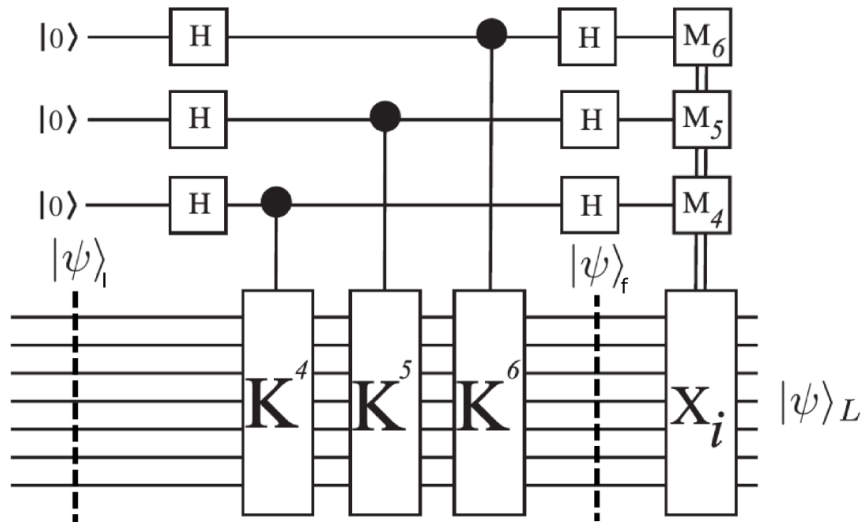 |0⟩ H H M6
|0⟩ H H M5
|0⟩ H H M4
|ψ⟩I |ψ⟩f
K4 K5 K6 Xi |ψ⟩L